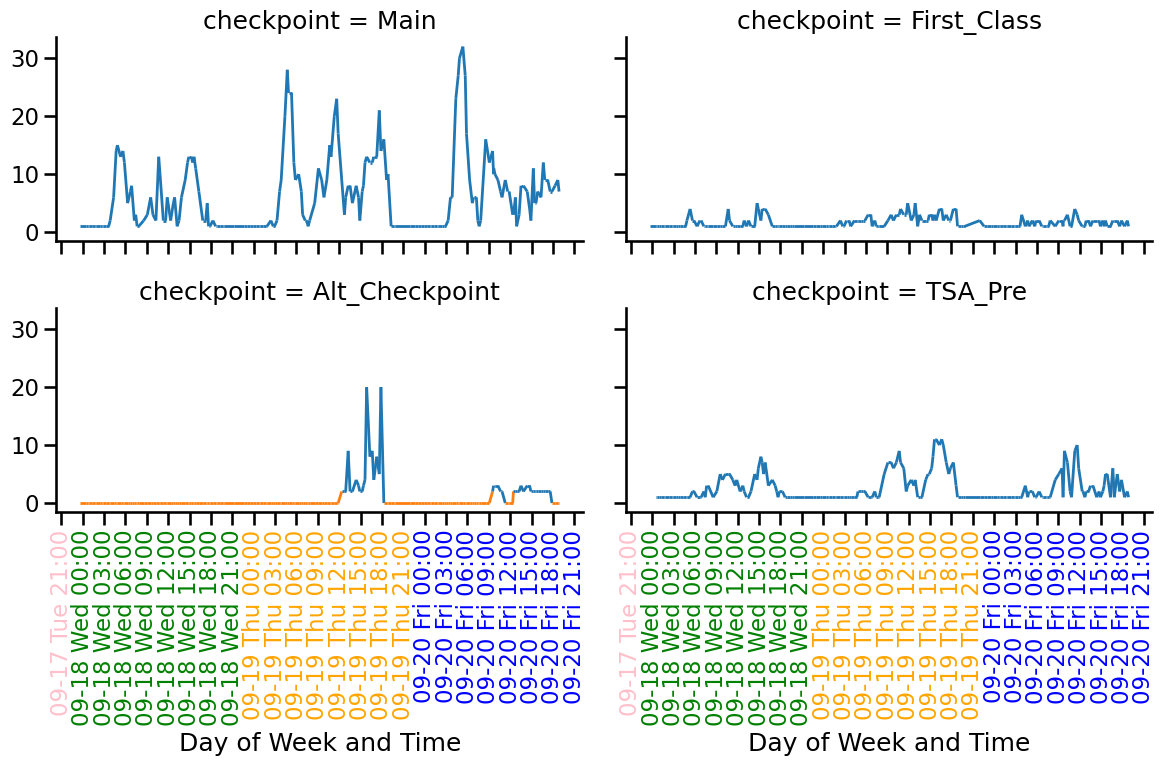 checkpoint = Main
checkpoint = First_Class
30
20
10
0
checkpoint = Alt_Checkpoint
checkpoint = TSA_Pre
30
20
10
0
09-17 Tue 21:00
09-18 Wed 00:00
09-18 Wed 03:00
09-18 Wed 06:00
09-18 Wed 09:00
09-18 Wed 12:00
09-18 Wed 15:00
09-18 Wed 18:00
09-18 Wed 21:00
09-19 Thu 00:00
09-19 Thu 03:00
09-19 Thu 06:00
09-19 Thu 09:00
09-19 Thu 12:00
09-19 Thu 15:00
09-19 Thu 18:00
09-19 Thu 21:00
09-20 Fri 00:00
09-20 Fri 03:00
09-20 Fri 06:00
09-20 Fri 09:00
09-20 Fri 12:00
09-20 Fri 15:00
09-20 Fri 18:00
09-20 Fri 21:00
09-17 Tue 21:00
09-18 Wed 00:00
09-18 Wed 03:00
09-18 Wed 06:00
09-18 Wed 09:00
09-18 Wed 12:00
09-18 Wed 15:00
09-18 Wed 18:00
09-18 Wed 21:00
09-19 Thu 00:00
09-19 Thu 03:00
09-19 Thu 06:00
09-19 Thu 09:00
09-19 Thu 12:00
09-19 Thu 15:00
09-19 Thu 18:00
09-19 Thu 21:00
09-20 Fri 00:00
09-20 Fri 03:00
09-20 Fri 06:00
09-20 Fri 09:00
09-20 Fri 12:00
09-20 Fri 15:00
09-20 Fri 18:00
09-20 Fri 21:00
Day of Week and Time
Day of Week and Time